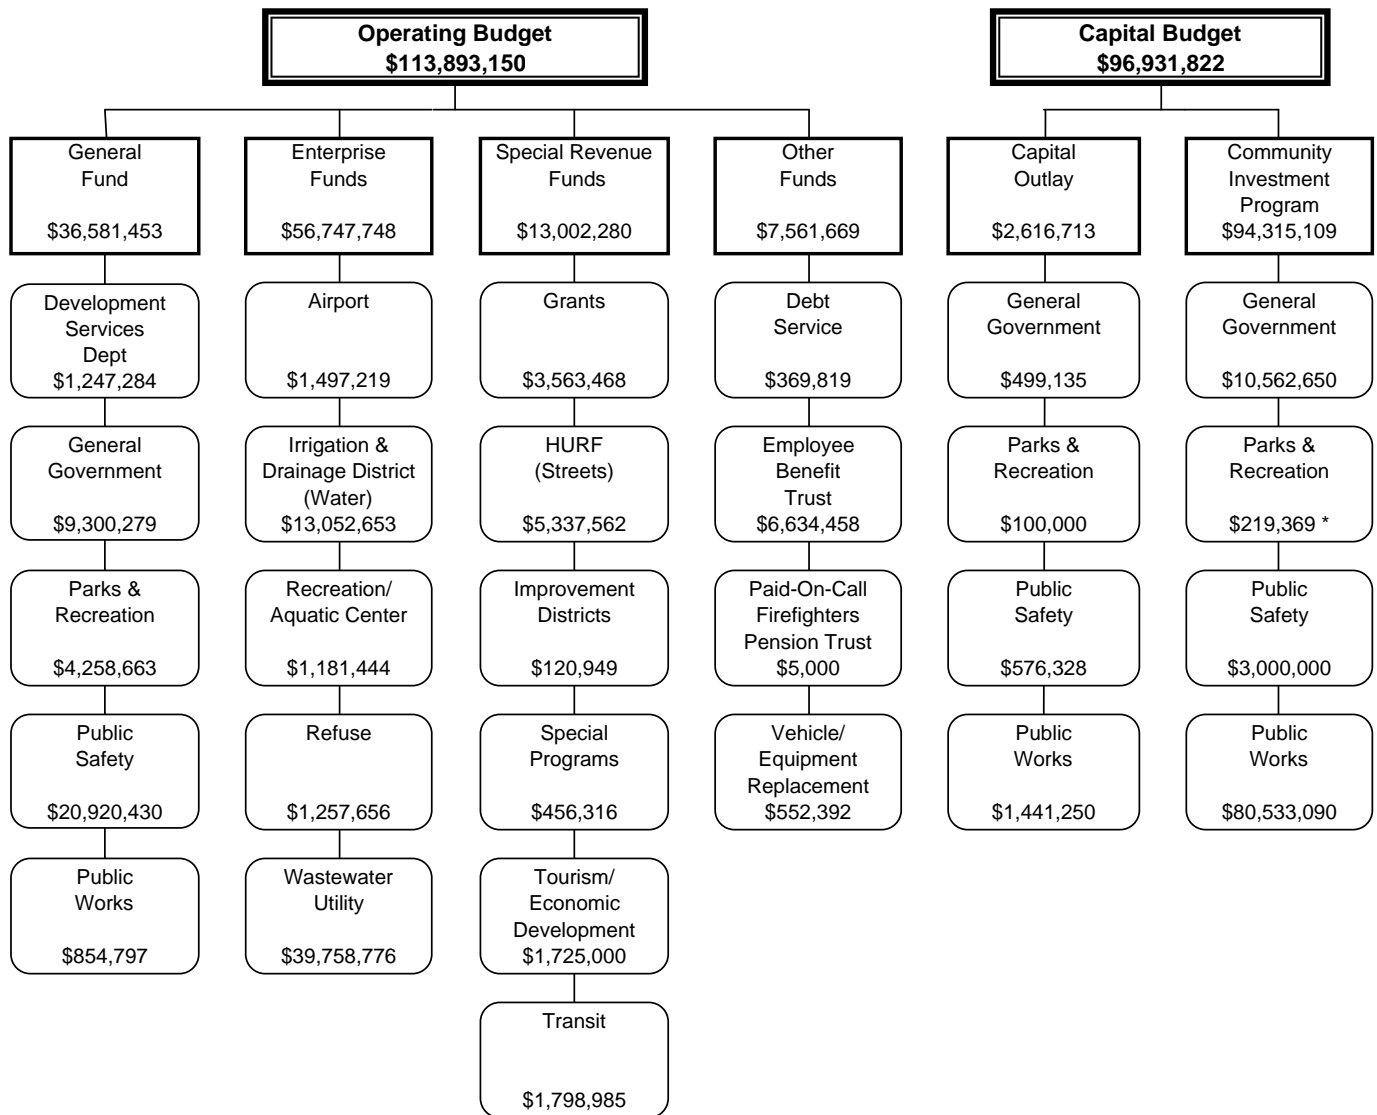 Operating Budget
$113,893,150
Capital Budget
$96,931,822
General
Fund
$36,581,453
Enterprise
Funds
$56,747,748
Special Revenue
Funds
$13,002,280
Other
Funds
$7,561,669
Capital
Outlay
$2,616,713
Community
Investment
Program
$94,315,109
Development
Services
Dept
$1,247,284
Airport
$1,497,219
Grants
$3,563,468
Debt
Service
$369,819
General
Government
$499,135
General
Government
$10,562,650
General
Government
$9,300,279
Irrigation &
Drainage District
(Water)
$13,052,653
HURF
(Streets)
$5,337,562
Employee
Benefit
Trust
$6,634,458
Parks &
Recreation
$100,000
Parks &
Recreation
$219,369 *
Parks &
Recreation
$4,258,663
Recreation/
Aquatic Center
$1,181,444
Improvement
Districts
$120,949
Paid-On-Call
Firefighters
Pension Trust
$5,000
Public
Safety
$576,328
Public
Safety
$3,000,000
Public
Safety
$20,920,430
Refuse
$1,257,656
Special
Programs
$456,316
Vehicle/
Equipment
Replacement
$552,392
Public
Works
$1,441,250
Public
Works
$80,533,090
Public
Works
$854,797
Wastewater
Utility
$39,758,776
Tourism/
Economic
Development
$1,725,000
Transit
$1,798,985